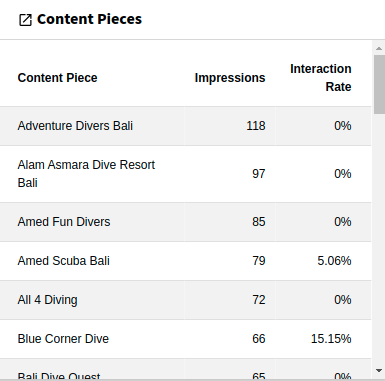 Content Pieces
Content Piece Impressions Interaction
Rate
Adventure Divers Bali 118 0%
Alam Asmara Dive Resort
Bali 97 0%
Amed Fun Divers 85 0%
Amed Scuba Bali 79 5.06%
All 4 Diving 72 0%
Blue Corner Dive 66 15.15%
Bali Dive Quest 65 0%